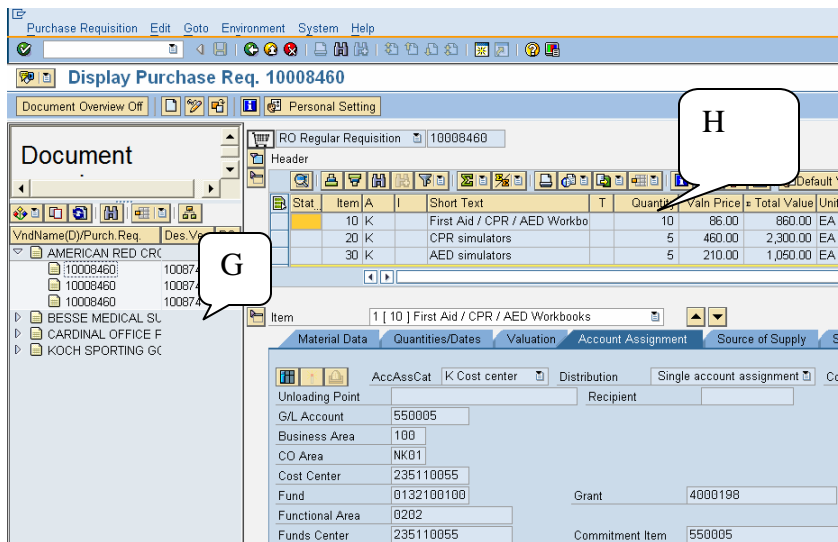 Purchase Requisition Edit Goto Environment System Help
Display Purchase Req. 10008460
Document Overview Off Personal Setting
Document
VndName(D)/Purch.Req. Des.Ve
AMERICAN RED CR
10008460 10087
10008460 10087
10008460 10087
BESSE MEDICAL SU
CARDINAL OFFICE F
KOCH SPORTING G
G
H
RO Regular Requisition 10008460
Header
Stat. Item A I Short Text T Quantity Valn Price Total Value Unit
10 K First Aid / CPR / AED Workbo 10 86.00 860.00 EA
20 K CPR simulators 5 460.00 2,300.00 EA
30 K AED simulators 5 210.00 1,050.00 EA
Item 1 [ 10 ] First Aid / CPR / AED Workbooks
Material Data Quantities/Dates Valuation Account Assignment Source of Supply S
AccAssCat K Cost center Distribution Single account assignment Co
Unloading Point Recipient
G/L Account 550005
Business Area 100
CO Area NK01
Cost Center 235110055
Fund 0132100100 Grant 4000198
Functional Area 0202
Funds Center 235110055 Commitment Item 550005